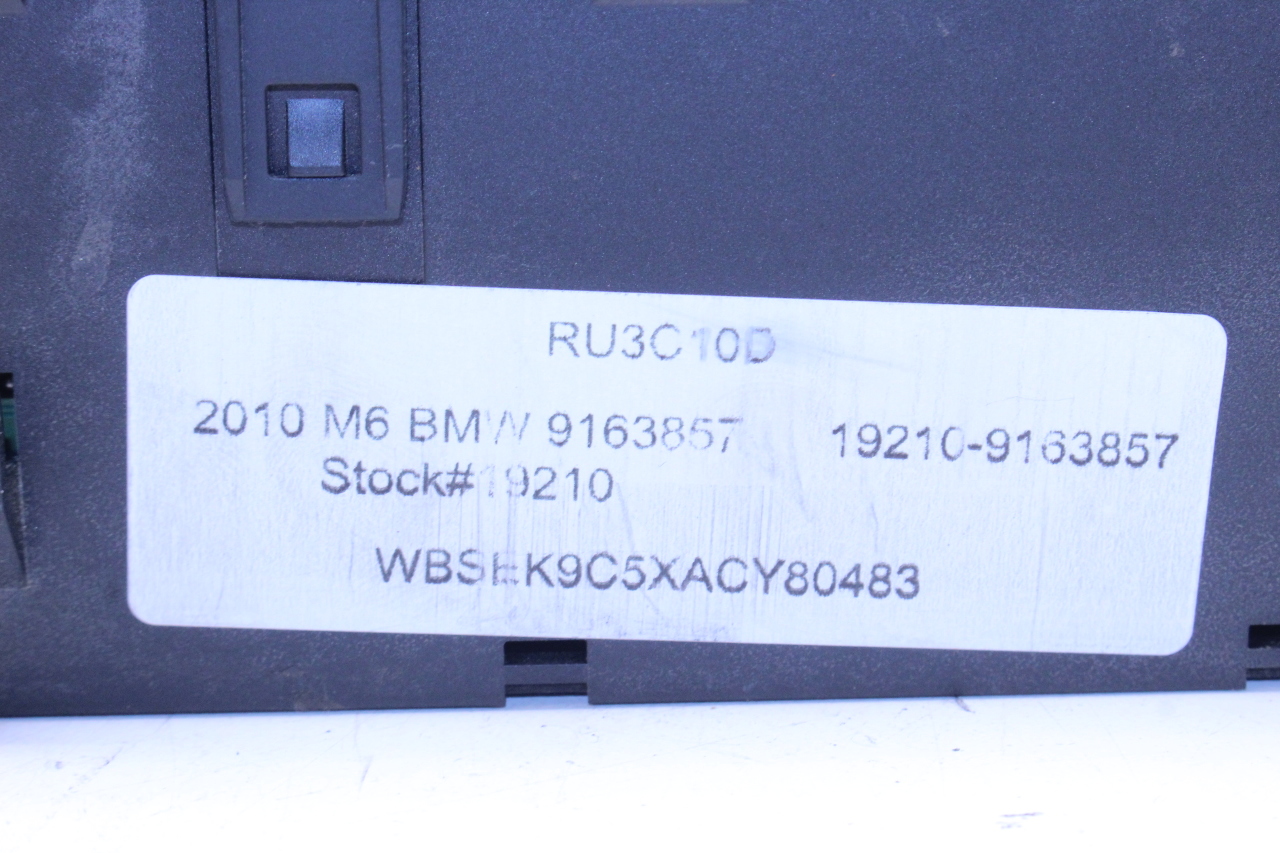 RU3C10D
2010 M6 BMW 9163857 19210-9163857
Stock#19210
WBSEK9C5XACY80483